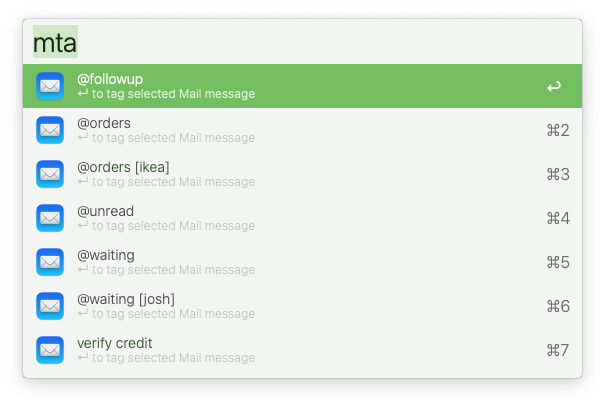 mta
@followup
↩ to tag selected Mail message
↩
@orders
↩ to tag selected Mail message
⌘2
@orders [ikea]
↩ to tag selected Mail message
⌘3
@unread
↩ to tag selected Mail message
⌘4
@waiting
↩ to tag selected Mail message
⌘5
@waiting [josh]
↩ to tag selected Mail message
⌘6
verify credit
↩ to tag selected Mail message
⌘7